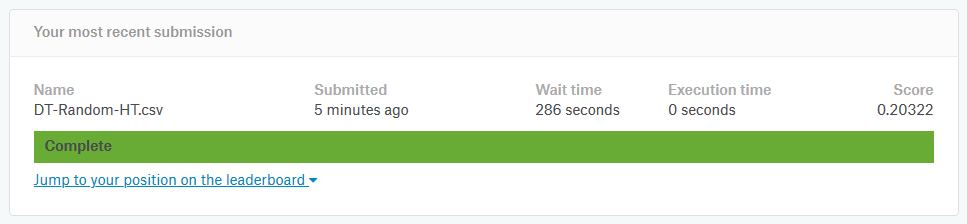 Your most recent submission
Name Submitted Wait time Execution time Score
DT-Random-HT.csv 5 minutes ago 286 seconds 0 seconds 0.20322
Complete
Jump to your position on the leaderboard